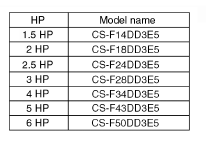 HP Model name
1.5 HP CS-F14DD3E5
2 HP CS-F18DD3E5
2.5 HP CS-F24DD3E5
3 HP CS-F28DD3E5
4 HP CS-F34DD3E5
5 HP CS-F43DD3E5
6 HP CS-F50DD3E5